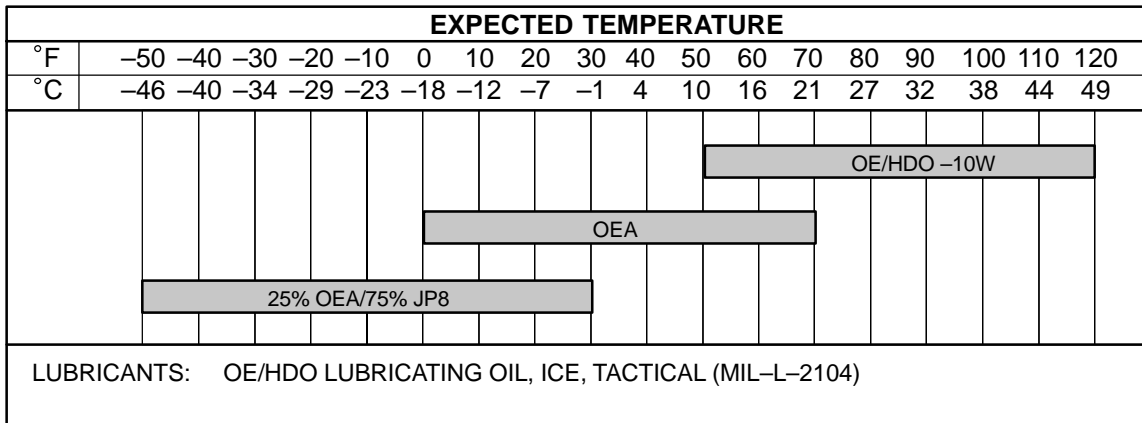 EXPECTED TEMPERATURE
°F –50 –40 –30 –20 –10 0 10 20 30 40 50 60 70 80 90 100 110 120
°C –46 –40 –34 –29 –23 –18 –12 –7 –1 4 10 16 21 27 32 38 44 49
OE/HDO –10W
OEA
25% OEA/75% JP8
LUBRICANTS: OE/HDO LUBRICATING OIL, ICE, TACTICAL (MIL–L–2104)